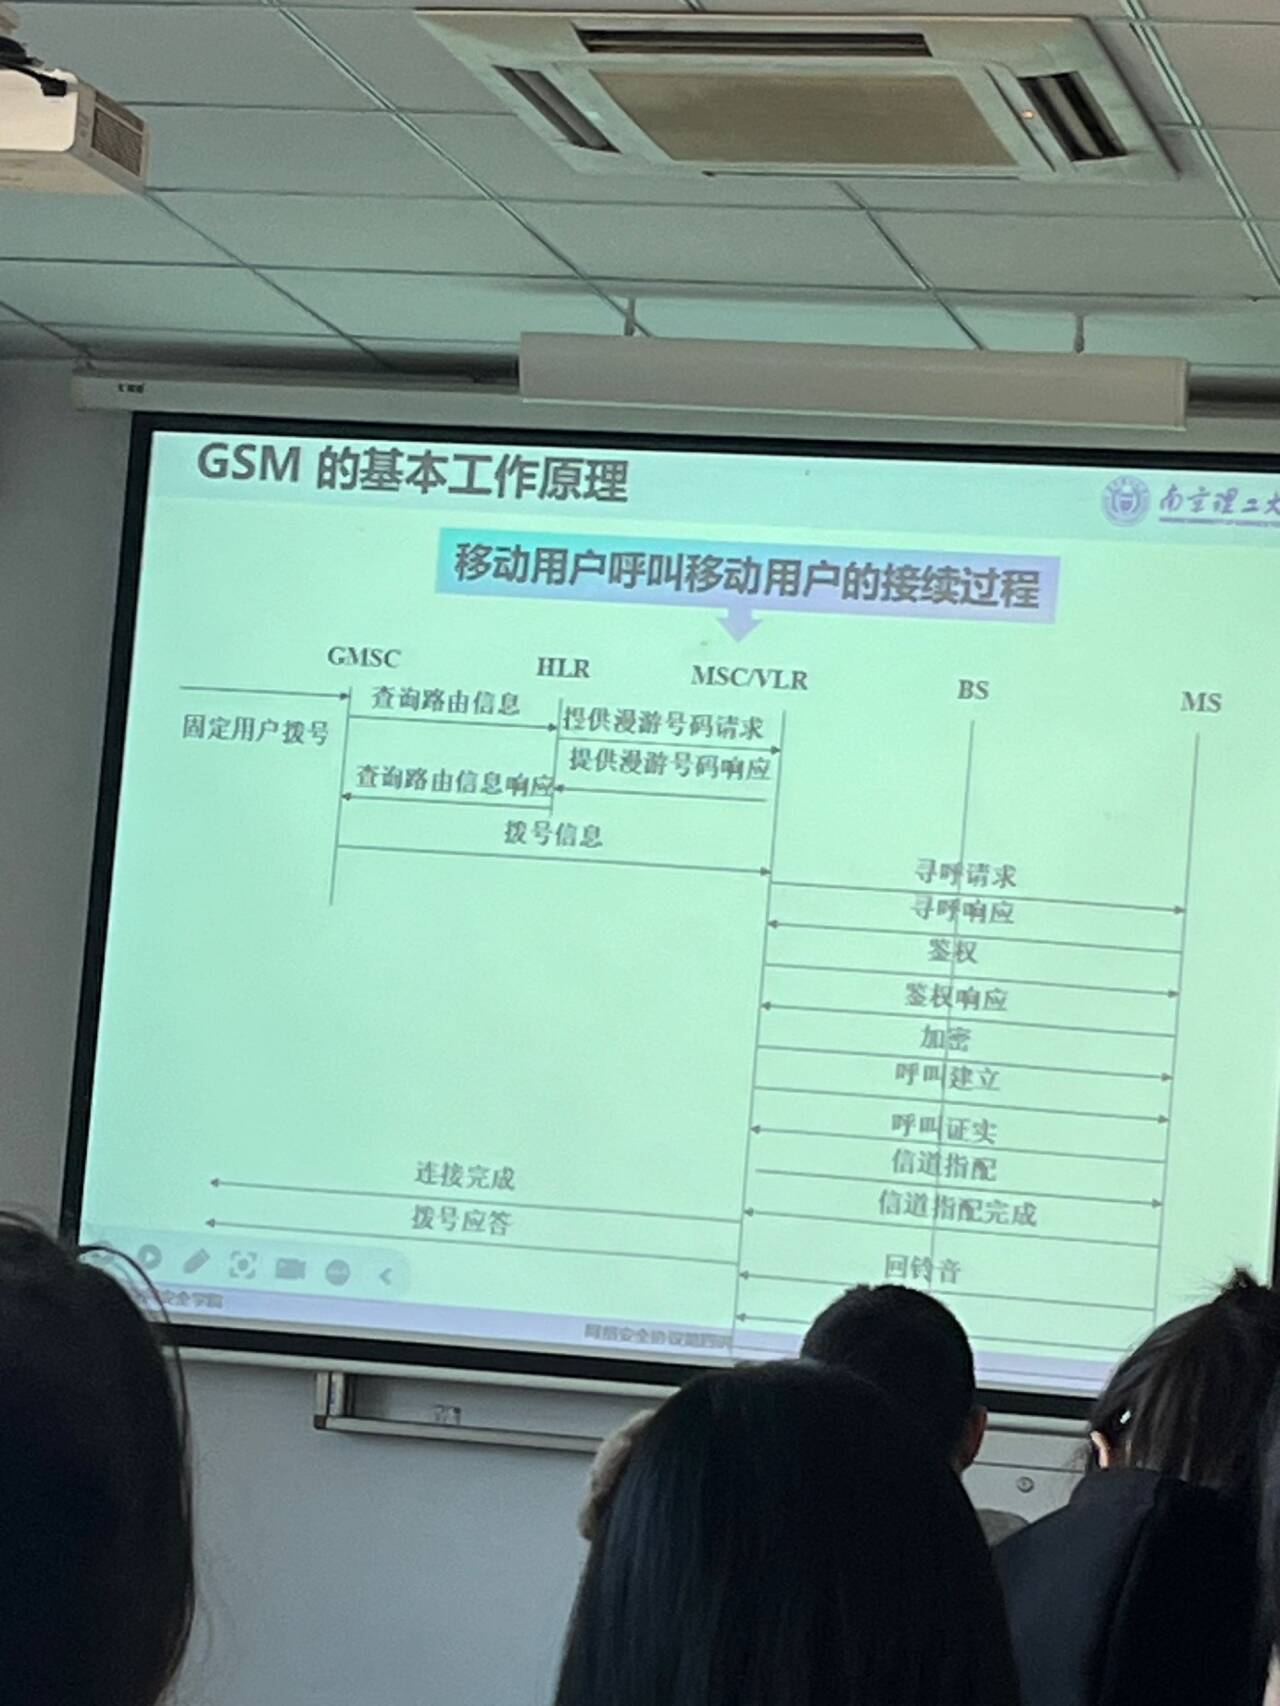 GSM 的基本工作原理
南京理工大
移动用户呼叫移动用户的接续过程
GMSC
HLR
MSC/VLR
BS
MS
查询路由信息
提供漫游号码请求
固定用户拨号
提供漫游号码响应
查询路由信息响应
拨号信息
寻呼请求
寻呼响应
鉴权
鉴权响应
加密
呼叫建立
呼叫证实
信道指配
连接完成
信道指配完成
拨号应答
回铃音
安全学院
网络安全协议